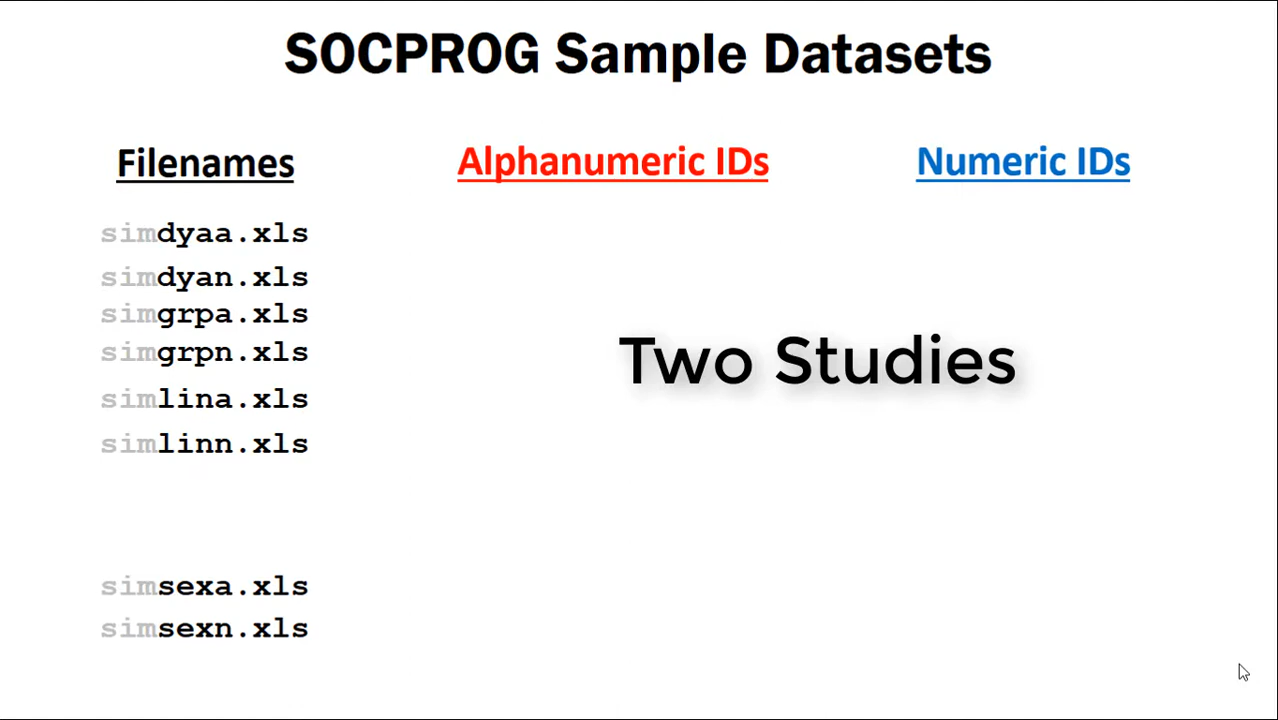 SOCPROG Sample Datasets
Filenames
Alphanumeric IDs
Numeric IDs
simdyaa.xls
simdyan.xls
simgrpa.xls
simgrpn.xls
Two Studies
simlina.xls
simlinn.xls
simsexa.xls
simsexn.xls